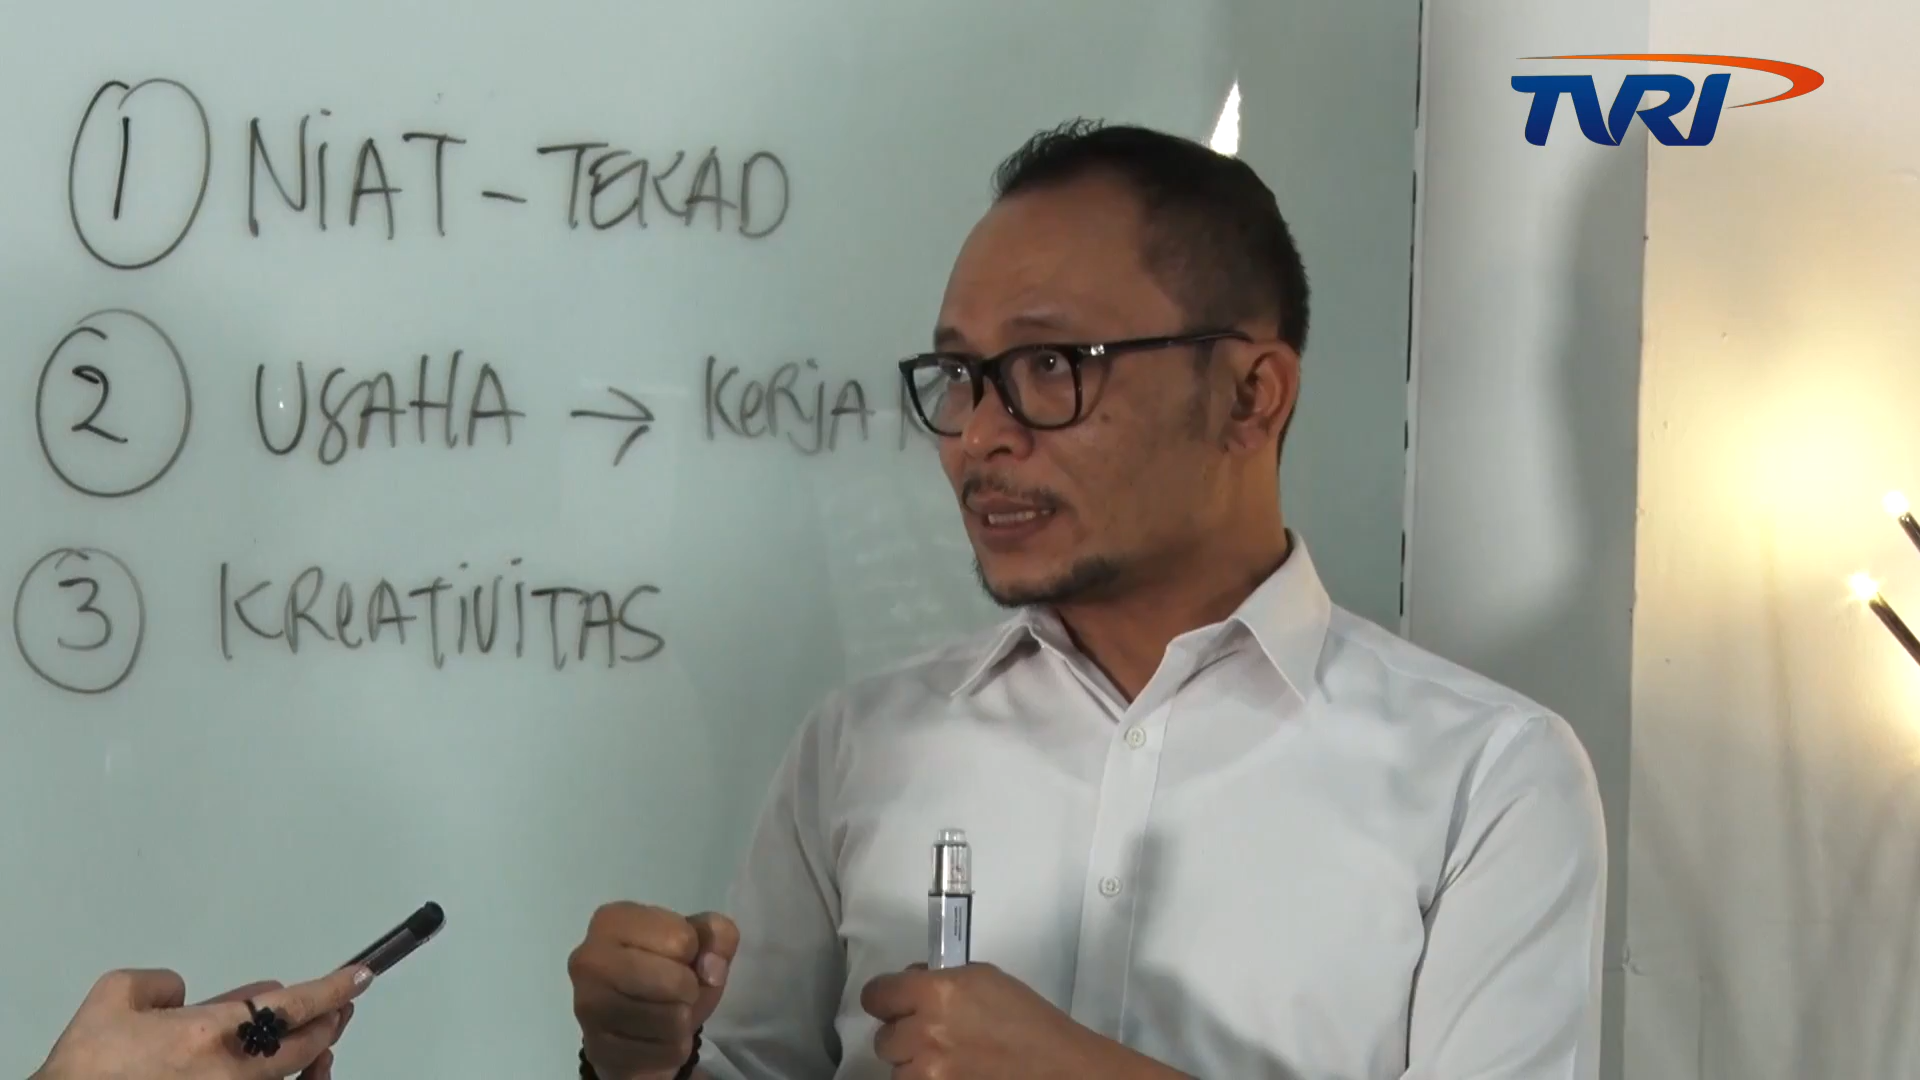 TVRI
1 NiAT - TEKAD
2 USAHA → KeRjA
3 KReATiViTAS